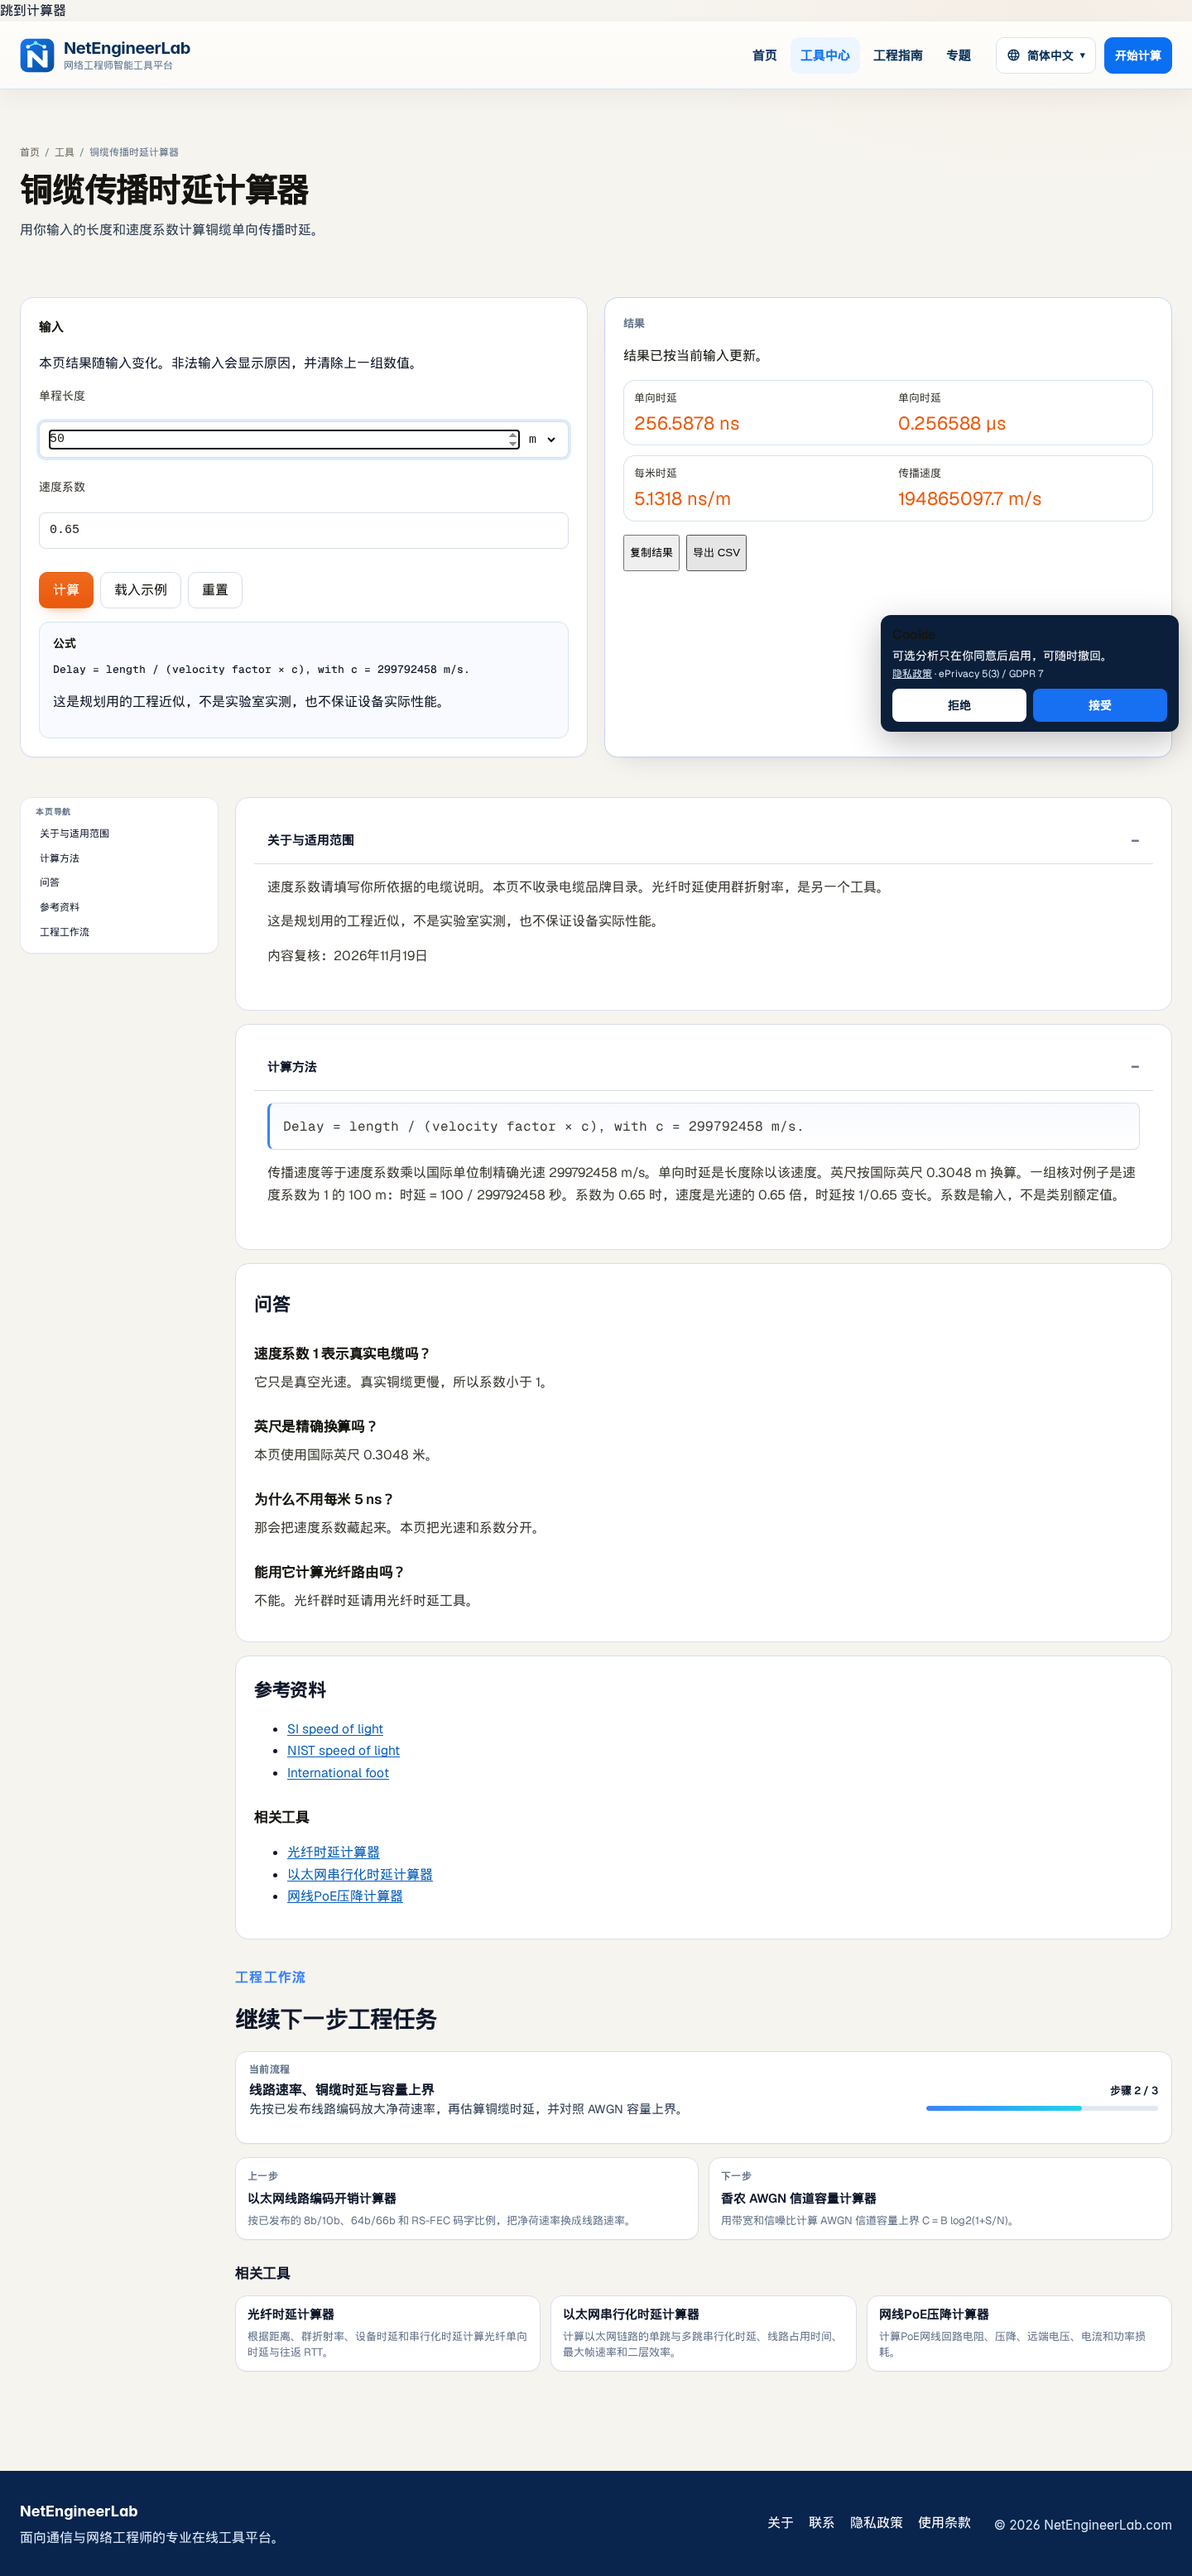 跳到计算器
NetEngineerLab
网络工程师智能工具平台
首页 工具中心 工程指南 专题 简体中文 ▾ 开始计算
首页 / 工具 / 铜缆传播时延计算器
铜缆传播时延计算器
用你输入的长度和速度系数计算铜缆单向传播时延。
输入
本页结果随输入变化。非法输入会显示原因，并清除上一组数值。
单程长度
50 m
速度系数
0.65
计算 载入示例 重置
公式
Delay = length / (velocity factor × c), with c = 299792458 m/s.
这是规划用的工程近似，不是实验室实测，也不保证设备实际性能。
结果
结果已按当前输入更新。
单向时延 单向时延
256.5878 ns 0.256588 µs
每米时延 传播速度
5.1318 ns/m 194865097.7 m/s
复制结果 导出 CSV
Cookie
可选分析只在你同意后启用，可随时撤回。
隐私政策 · ePrivacy 5(3) / GDPR 7
拒绝 接受
本页导航
关于与适用范围
计算方法
问答
参考资料
工程工作流
关于与适用范围 −
速度系数请填写你所依据的电缆说明。本页不收录电缆品牌目录。光纤时延使用群折射率，是另一个工具。
这是规划用的工程近似，不是实验室实测，也不保证设备实际性能。
内容复核：2026年11月19日
计算方法 −
Delay = length / (velocity factor × c), with c = 299792458 m/s.
传播速度等于速度系数乘以国际单位制精确光速 299792458 m/s。单向时延是长度除以该速度。英尺按国际英尺 0.3048 m 换算。一组核对例子是速
度系数为 1 的 100 m：时延 = 100 / 299792458 秒。系数为 0.65 时，速度是光速的 0.65 倍，时延按 1/0.65 变长。系数是输入，不是类别额定值。
问答
速度系数 1 表示真实电缆吗？
它只是真空光速。真实铜缆更慢，所以系数小于 1。
英尺是精确换算吗？
本页使用国际英尺 0.3048 米。
为什么不用每米 5 ns？
那会把速度系数藏起来。本页把光速和系数分开。
能用它计算光纤路由吗？
不能。光纤群时延请用光纤时延工具。
参考资料
SI speed of light
NIST speed of light
International foot
相关工具
光纤时延计算器
以太网串行化时延计算器
网线PoE压降计算器
工程工作流
继续下一步工程任务
当前流程
线路速率、铜缆时延与容量上界
先按已发布线路编码放大净荷速率，再估算铜缆时延，并对照 AWGN 容量上界。
步骤 2 / 3
上一步
以太网线路编码开销计算器
按已发布的 8b/10b、64b/66b 和 RS-FEC 码字比例，把净荷速率换成线路速率。
下一步
香农 AWGN 信道容量计算器
用带宽和信噪比计算 AWGN 信道容量上界 C = B log2(1+S/N)。
相关工具
光纤时延计算器
根据距离、群折射率、设备时延和串行化时延计算光纤单向
时延与往返 RTT。
以太网串行化时延计算器
计算以太网链路的单跳与多跳串行化时延、线路占用时间、
最大帧速率和二层效率。
网线PoE压降计算器
计算PoE网线回路电阻、压降、远端电压、电流和功率损
耗。
NetEngineerLab
面向通信与网络工程师的专业在线工具平台。
关于 联系 隐私政策 使用条款 © 2026 NetEngineerLab.com